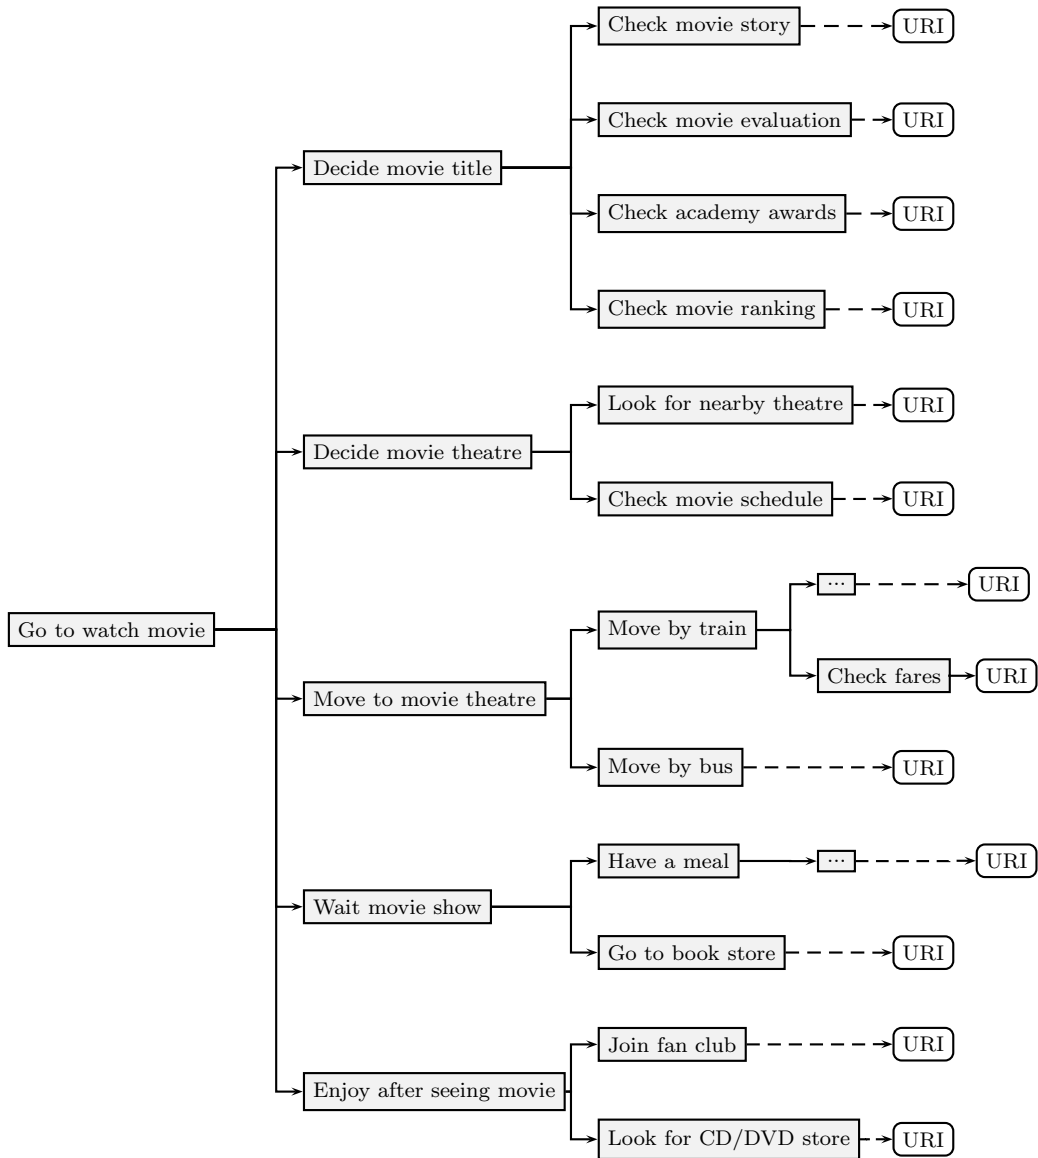 Check movie story
URI
Check movie evaluation
URI
Decide movie title
Check academy awards
URI
Check movie ranking
URI
Look for nearby theatre
URI
Decide movie theatre
Check movie schedule
URI
...
URI
Go to watch movie
Move by train
Check fares
URI
Move to movie theatre
Move by bus
URI
Have a meal
...
URI
Wait movie show
Go to book store
URI
Join fan club
URI
Enjoy after seeing movie
Look for CD/DVD store
URI